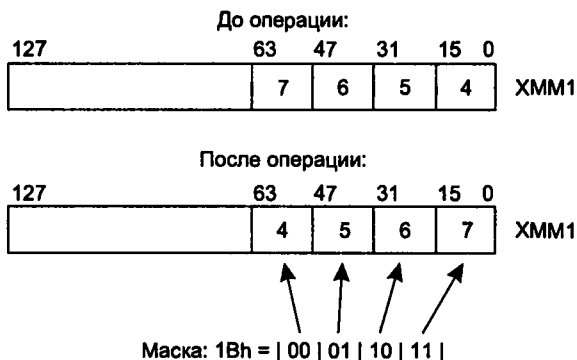 До операции:
127 63 47 31 15 0
7 6 5 4 XMM1
После операции:
127 63 47 31 15 0
4 5 6 7 XMM1
Маска: 1Bh = | 00 | 01 | 10 | 11 |